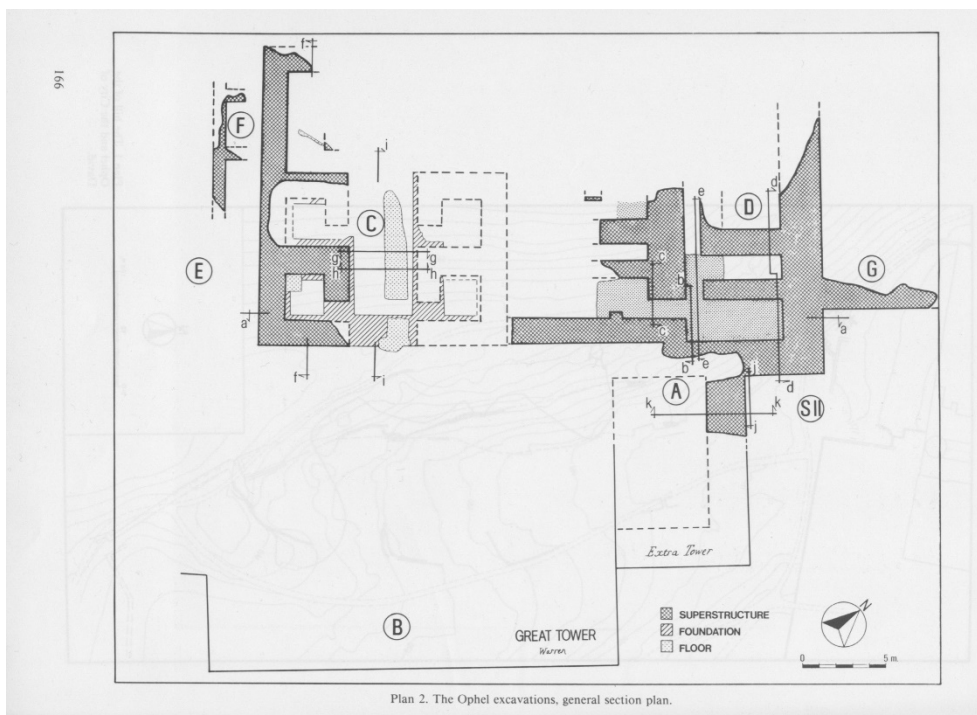 166
f
F
i
C
g
g
h
h
E
a
f
i
e
d
D
c
b
G
a
c
b
e
d
i
A
k
k
SII
j
Extra Tower
B
GREAT TOWER
Warren
SUPERSTRUCTURE
FOUNDATION
FLOOR
N
0
5 m.
Plan 2. The Ophel excavations, general section plan.